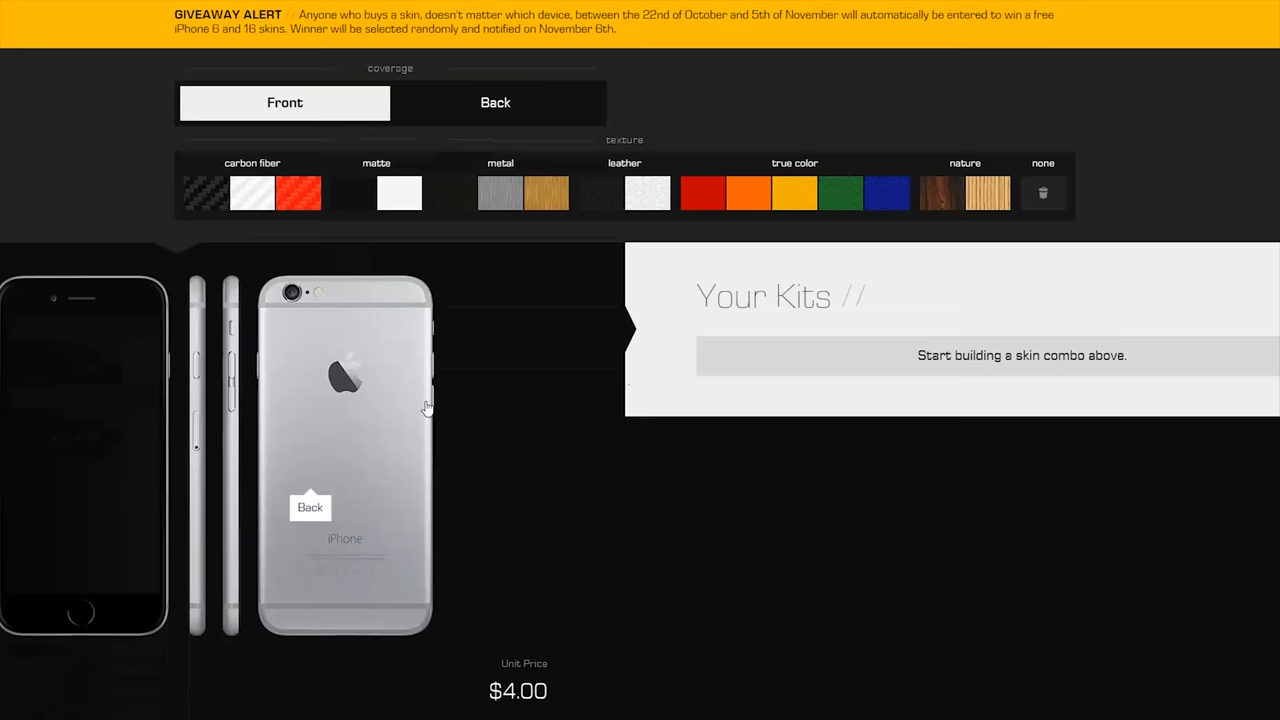 GIVEAWAY ALERT // Anyone who buys a skin, doesn't matter which device, between the 22nd of October and 5th of November will automatically be entered to win a free
iPhone 6 and 16 skins. Winner will be selected randomly and notified on November 6th.
coverage
Front Back
texture
carbon fiber matte metal leather true color nature none
Your Kits //
Start building a skin combo above.
Back
iPhone
Unit Price
$4.00